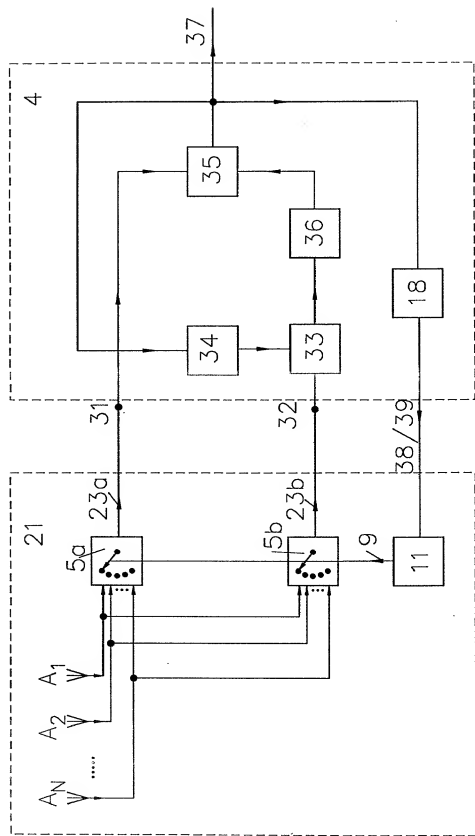 A1
A2
.....
AN
21
5a
.....
23a
31
5b
.....
23b
32
9
11
38/39
4
34
33
35
36
18
37